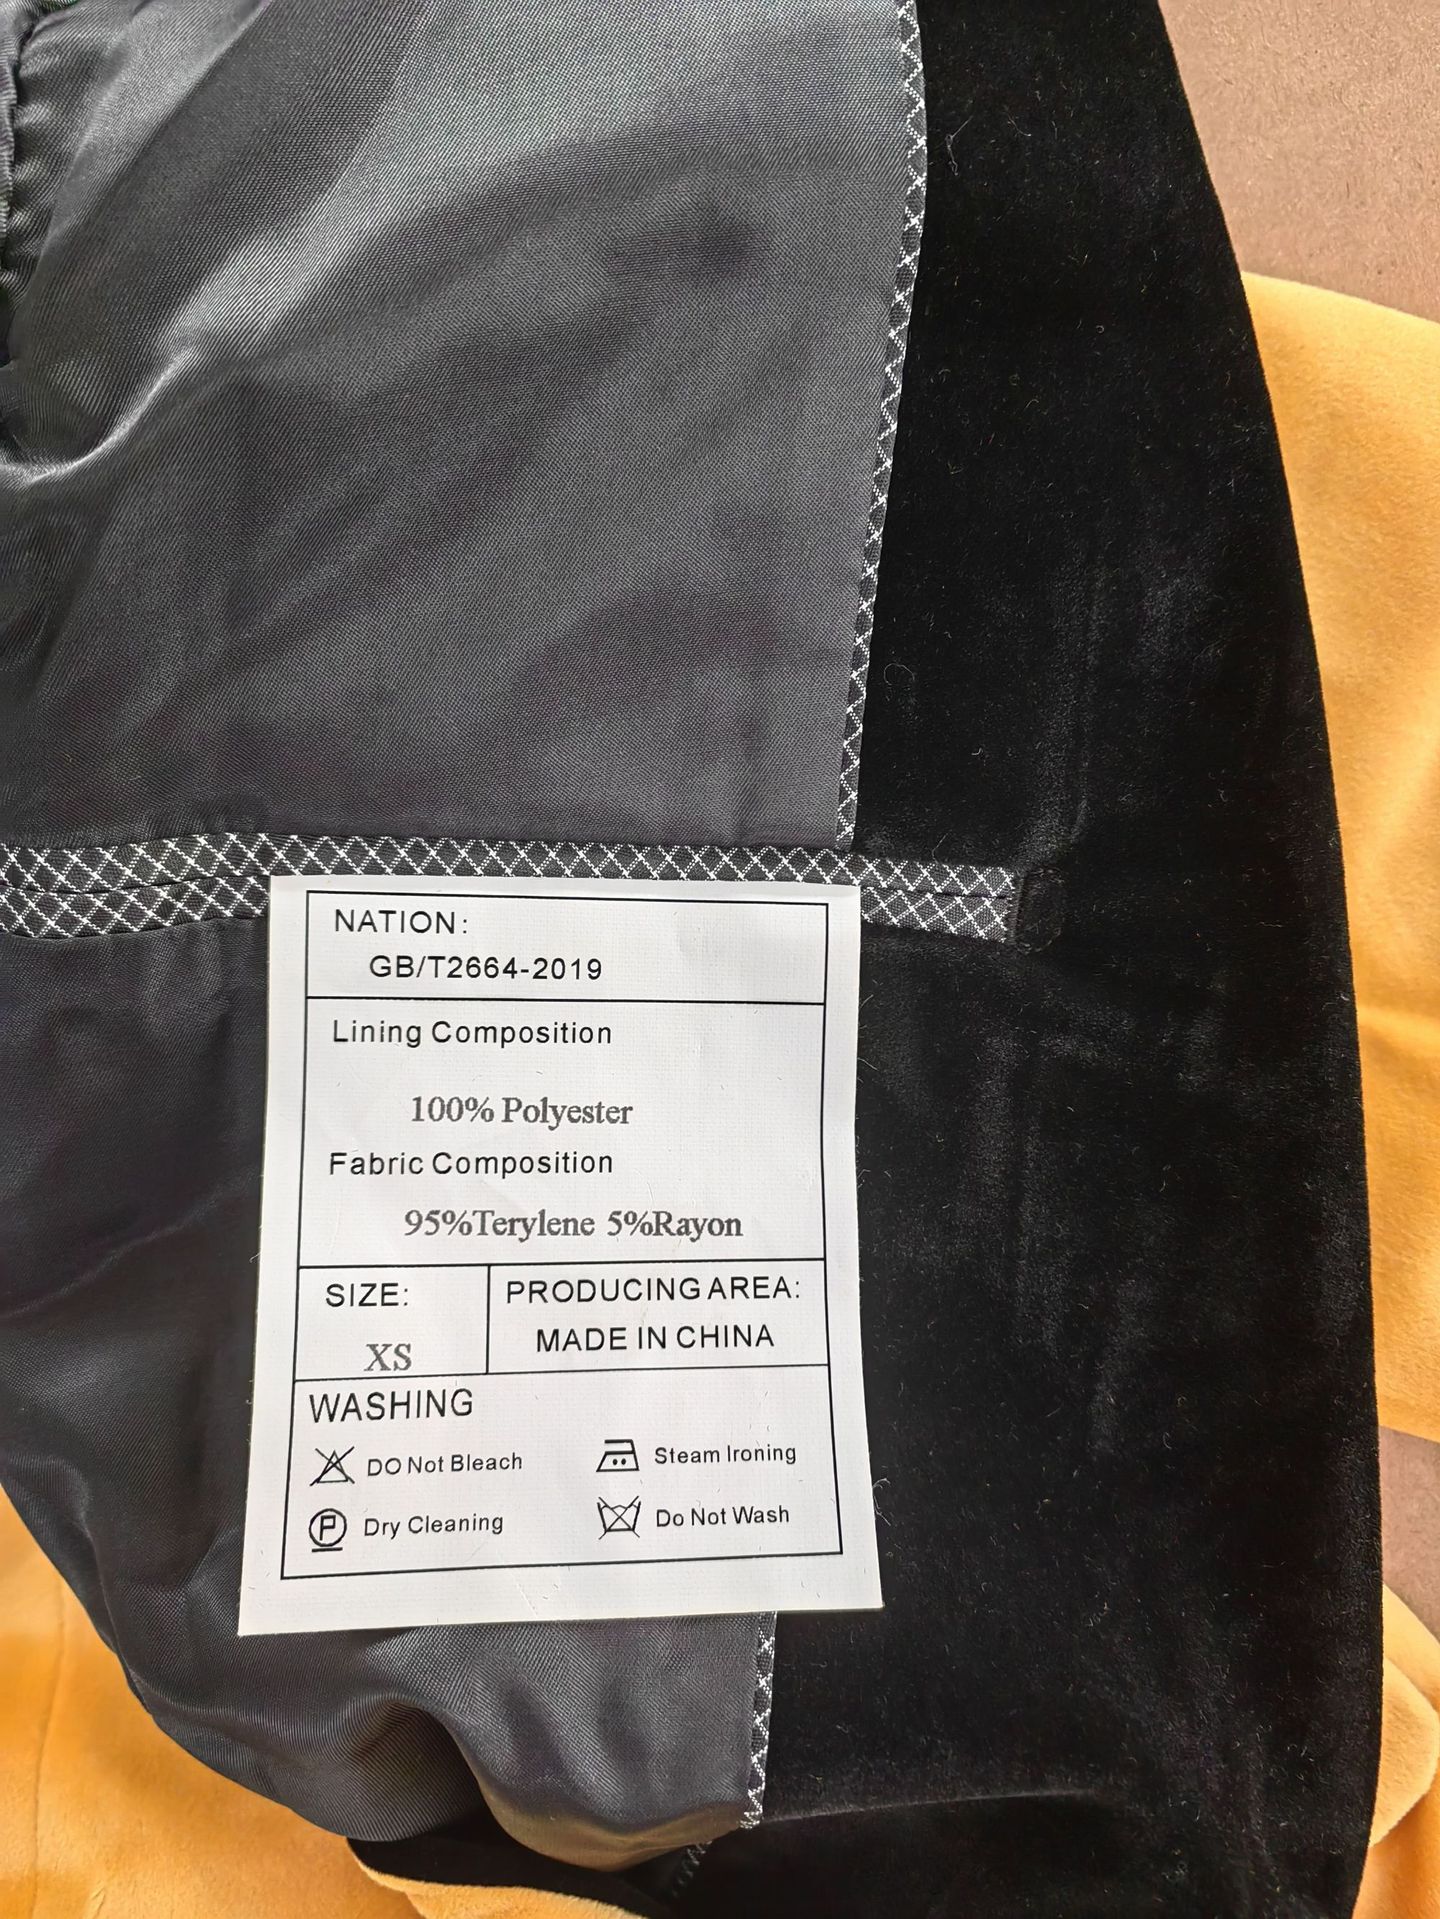 NATION:
GB/T2664-2019
Lining Composition
100% Polyester
Fabric Composition
95%Terylene 5%Rayon
SIZE:
XS
PRODUCING AREA:
MADE IN CHINA
WASHING
DO Not Bleach
Steam Ironing
P Dry Cleaning
Do Not Wash